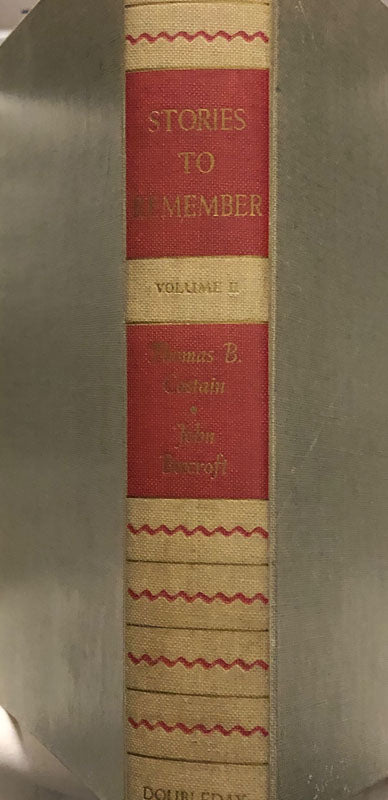 STORIES
TO
REMEMBER
VOLUME II
Thomas B.
Costain
John
Beecroft
DOUBLEDAY